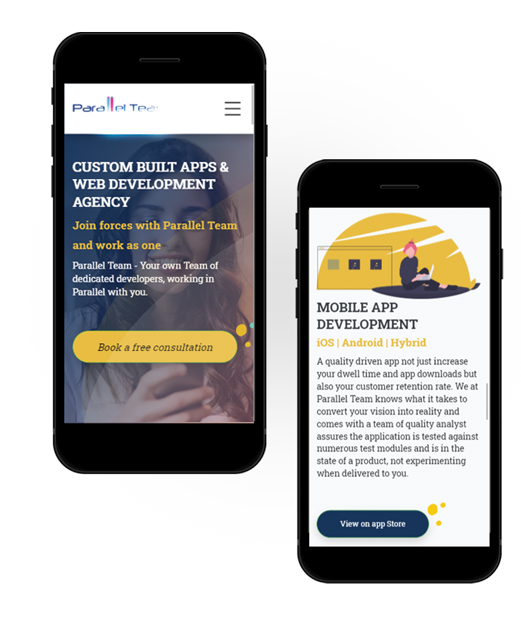 Parallel Tea
CUSTOM BUILT APPS &
WEB DEVELOPMENT
AGENCY
Join forces with Parallel Team
and work as one
Parallel Team - Your own Team of
dedicated developers, working in
Parallel with you.
Book a free consultation
MOBILE APP
DEVELOPMENT
iOS | Android | Hybrid
A quality driven app not just increase
your dwell time and app downloads but
also your customer retention rate. We at
Parallel Team knows what it takes to
convert your vision into reality and
comes with a team of quality analyst
assures the application is tested against
numerous test modules and is in the
state of a product, not experimenting
when delivered to you.
View on app Store